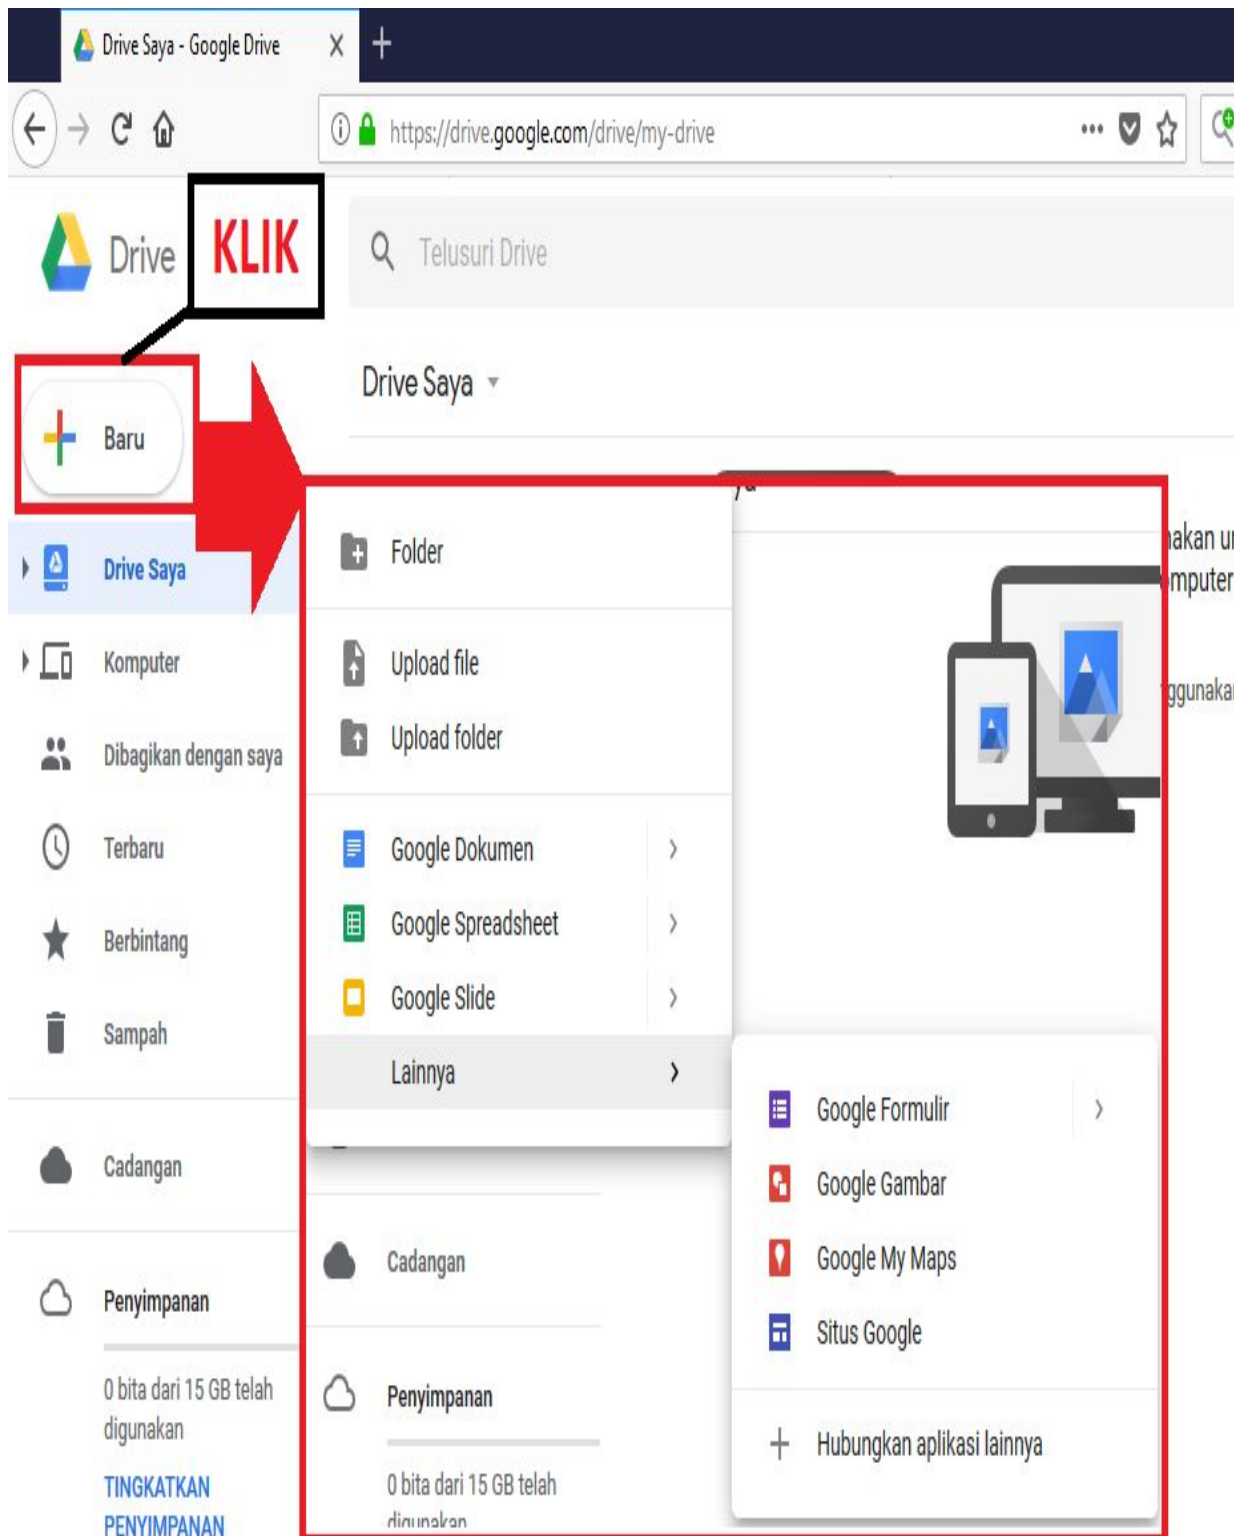 Drive Saya - Google Drive
https://drive.google.com/drive/my-drive
Drive
KLIK
Telusuri Drive
Drive Saya
Baru
Drive Saya
Komputer
Dibagikan dengan saya
Terbaru
Berbintang
Sampah
Cadangan
Penyimpanan
0 bita dari 15 GB telah
digunakan
TINGKATKAN
PENYIMPANAN
Folder
Upload file
Upload folder
Google Dokumen
Google Spreadsheet
Google Slide
Lainnya
Cadangan
Penyimpanan
0 bita dari 15 GB telah
digunakan
Google Formulir
Google Gambar
Google My Maps
Situs Google
Hubungkan aplikasi lainnya